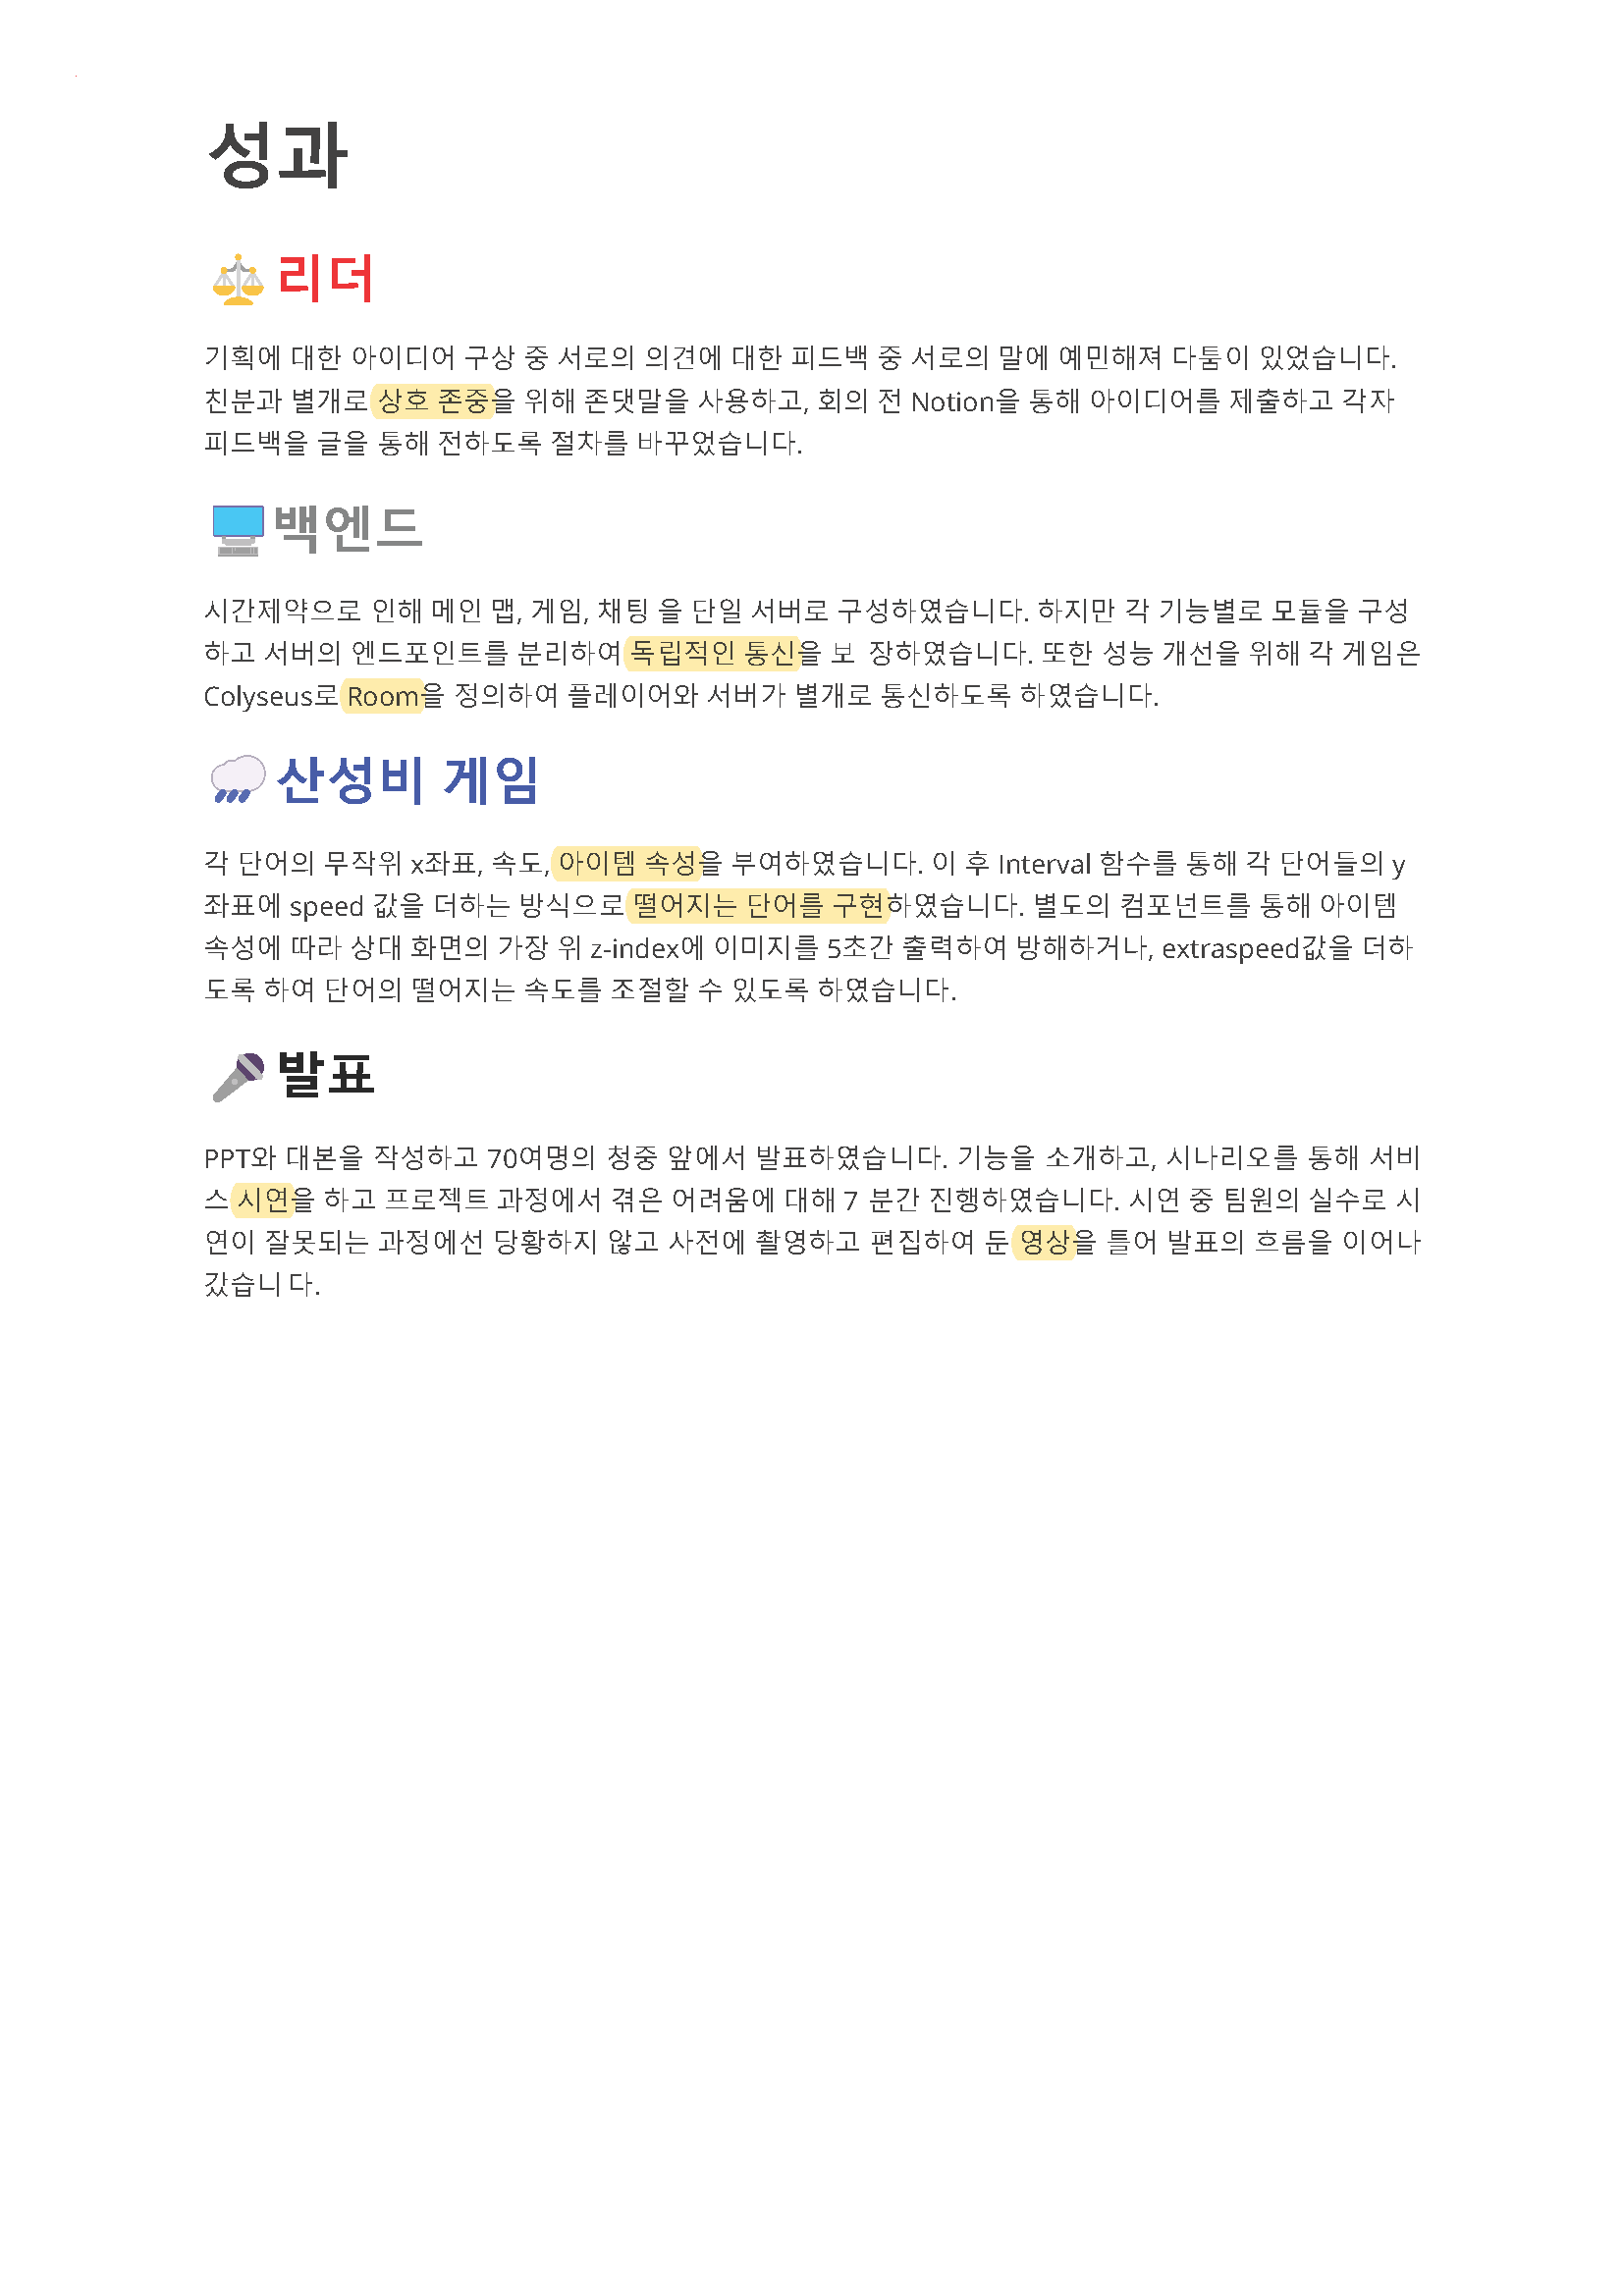 성과
리더
기획에 대한 아이디어 구상 중 서로의 의견에 대한 피드백 중 서로의 말에 예민해져 다툼이 있었습니다.
친분과 별개로 상호 존중을 위해 존댓말을 사용하고, 회의 전 Notion을 통해 아이디어를 제출하고 각자
피드백을 글을 통해 전하도록 절차를 바꾸었습니다.
백엔드
시간제약으로 인해 메인 맵, 게임, 채팅 을 단일 서버로 구성하였습니다. 하지만 각 기능별로 모듈을 구성
하고 서버의 엔드포인트를 분리하여 독립적인 통신을 보 장하였습니다. 또한 성능 개선을 위해 각 게임은
Colyseus로 Room을 정의하여 플레이어와 서버가 별개로 통신하도록 하였습니다.
산성비 게임
각 단어의 무작위 x좌표, 속도, 아이템 속성을 부여하였습니다. 이 후 Interval 함수를 통해 각 단어들의 y
좌표에 speed 값을 더하는 방식으로 떨어지는 단어를 구현하였습니다. 별도의 컴포넌트를 통해 아이템
속성에 따라 상대 화면의 가장 위 z-index에 이미지를 5초간 출력하여 방해하거나, extraspeed값을 더하
도록 하여 단어의 떨어지는 속도를 조절할 수 있도록 하였습니다.
발표
PPT와 대본을 작성하고 70여명의 청중 앞에서 발표하였습니다. 기능을 소개하고, 시나리오를 통해 서비
스 시연을 하고 프로젝트 과정에서 겪은 어려움에 대해 7 분간 진행하였습니다. 시연 중 팀원의 실수로 시
연이 잘못되는 과정에선 당황하지 않고 사전에 촬영하고 편집하여 둔 영상을 틀어 발표의 흐름을 이어나
갔습니 다.